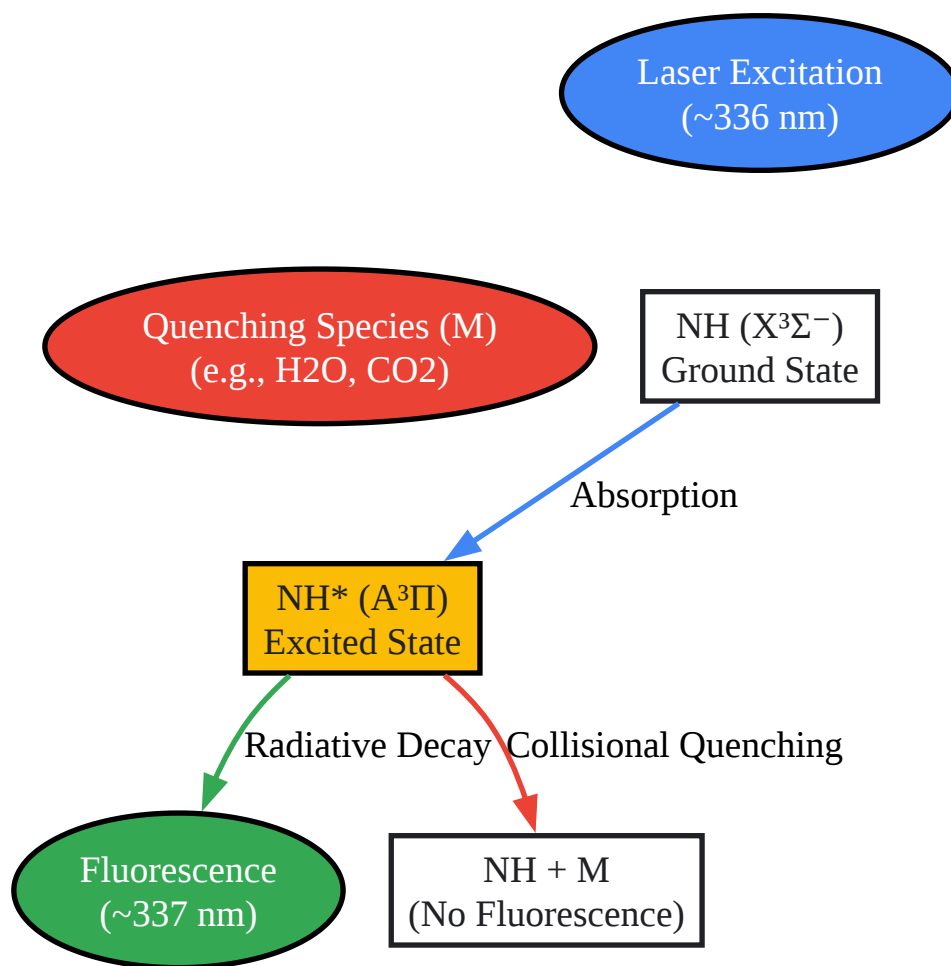 Laser Excitation
(~336 nm)
Quenching Species (M)
(e.g., H2O, CO2)
NH (X³Σ⁻)
Ground State
Absorption
NH* (A³Π)
Excited State
Radiative Decay
Collisional Quenching
Fluorescence
(~337 nm)
NH + M
(No Fluorescence)